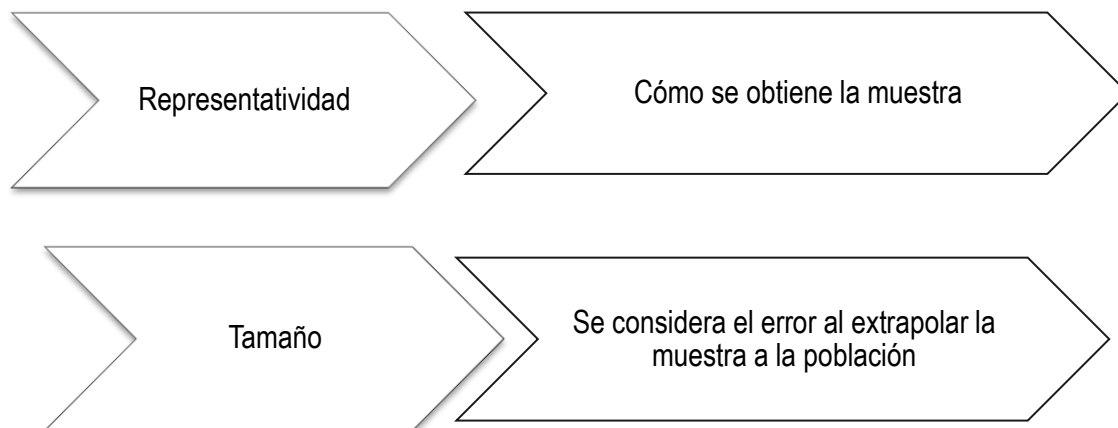 Representatividad
Cómo se obtiene la muestra
Tamaño
Se considera el error al extrapolar la
muestra a la población